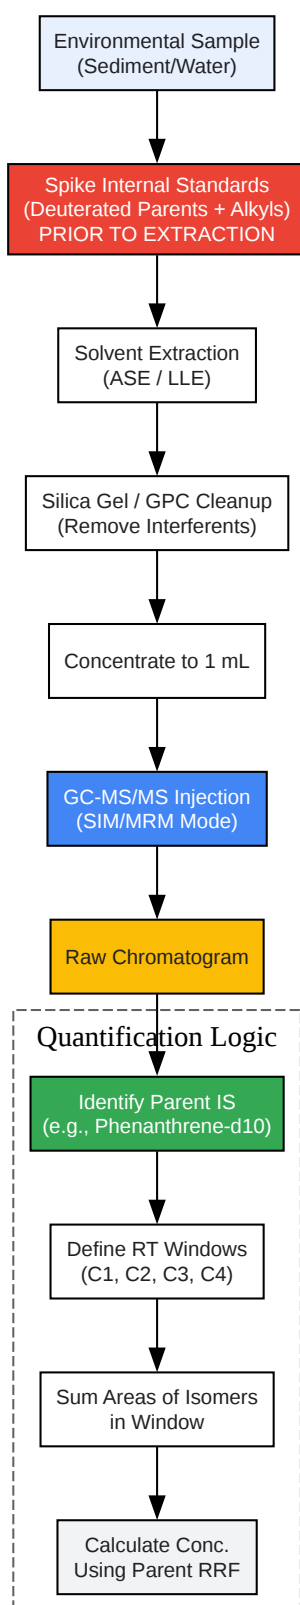 Environmental Sample
(Sediment/Water)
Spike Internal Standards
(Deuterated Parents + Alkyls)
PRIOR TO EXTRACTION
Solvent Extraction
(ASE / LLE)
Silica Gel / GPC Cleanup
(Remove Interferents)
Concentrate to 1 mL
GC-MS/MS Injection
(SIM/MRM Mode)
Raw Chromatogram
Quantification Logic
Identify Parent IS
(e.g., Phenanthrene-d10)
Define RT Windows
(C1, C2, C3, C4)
Sum Areas of Isomers
in Window
Calculate Conc.
Using Parent RRF